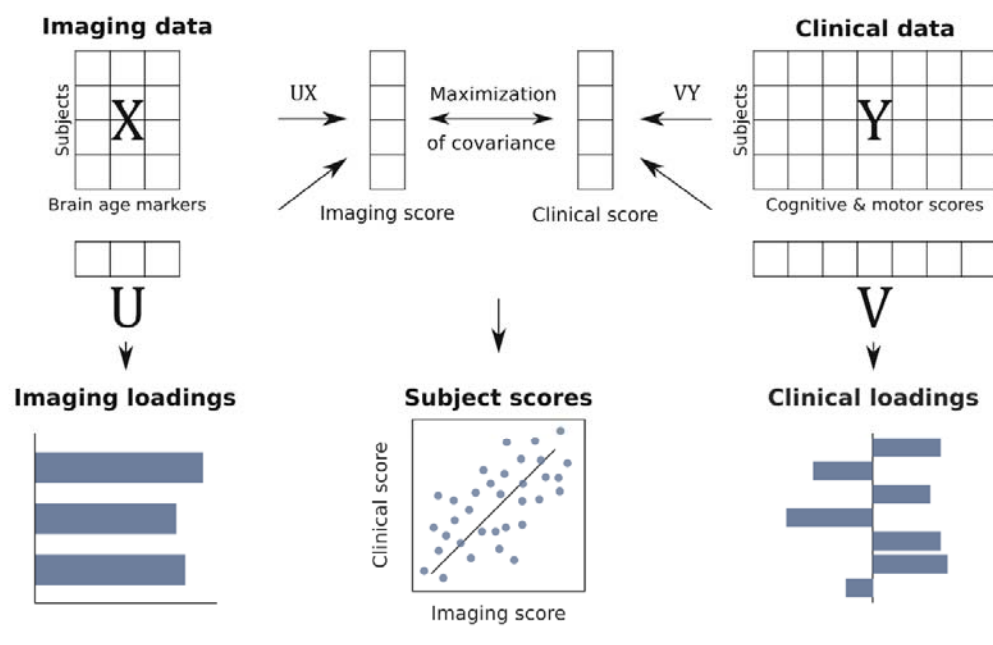 Imaging data
Clinical data
Subjects
X
UX
Maximization
of covariance
VY
Subjects
Y
Brain age markers
Imaging score
Clinical score
Cognitive & motor scores
U
V
Imaging loadings
Subject scores
Clinical loadings
Clinical score
Imaging score